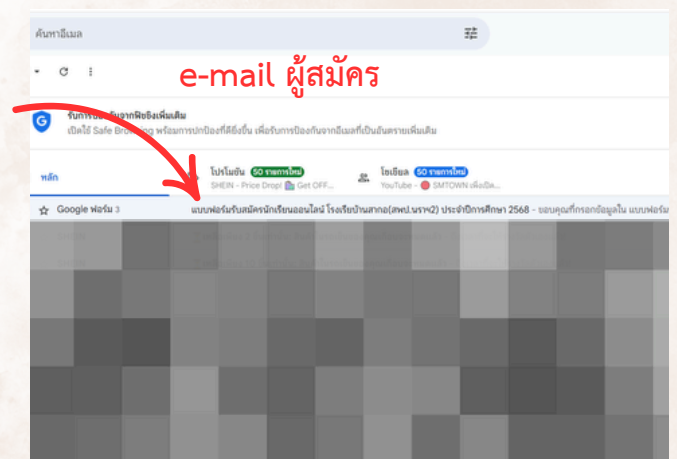 ค้นหาอีเมล
e-mail ผู้สมัคร
รับการป้องกันจากฟิชชิงเพิ่มเติม
เปิดใช้ Safe Browsing พร้อมการปกป้องที่ดียิ่งขึ้น เพื่อรับการป้องกันจากอีเมลที่เป็นอันตรายเพิ่มเติม
หลัก
โปรโมชัน 50 รายการใหม่
SHEIN - Price Drop! Get OFF...
โซเชียล 50 รายการใหม่
YouTube - SMTOWN เพิ่งเปิด...
Google ฟอร์ม 3 แบบฟอร์มรับสมัครนักเรียนออนไลน์ โรงเรียนบ้านสากอ(สพป.นราฯ2) ประจำปีการศึกษา 2568 - ขอบคุณที่กรอกข้อมูลใน แบบฟอร์ม